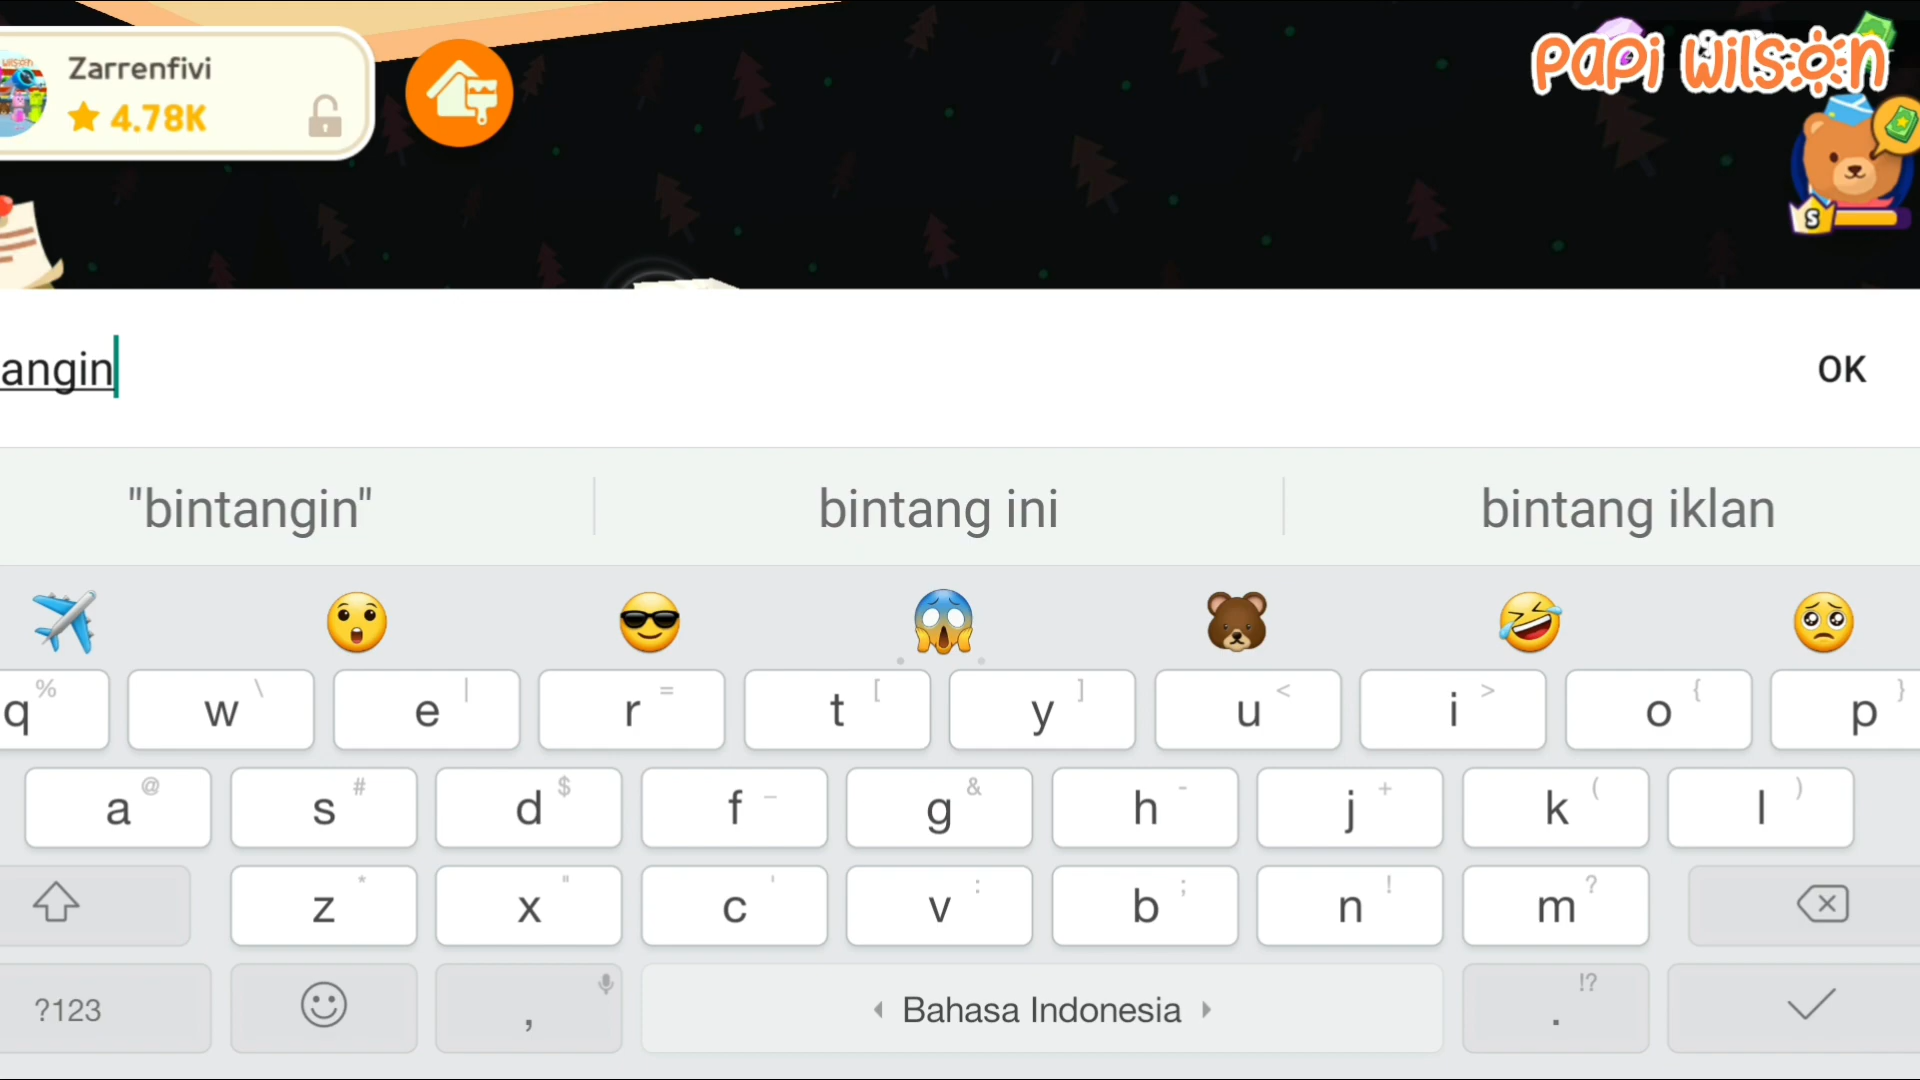 Zarrenfivi
4.78K
papi wilson
S
angin
OK
"bintangin"
bintang ini
bintang iklan
q % w \ e | r = t [ y ] u < i > o { p }
a @ s # d $ f _ g & h - j + k ( l )
z * x " c ' v : b ; n ! m ?
?123 , Bahasa Indonesia . !?